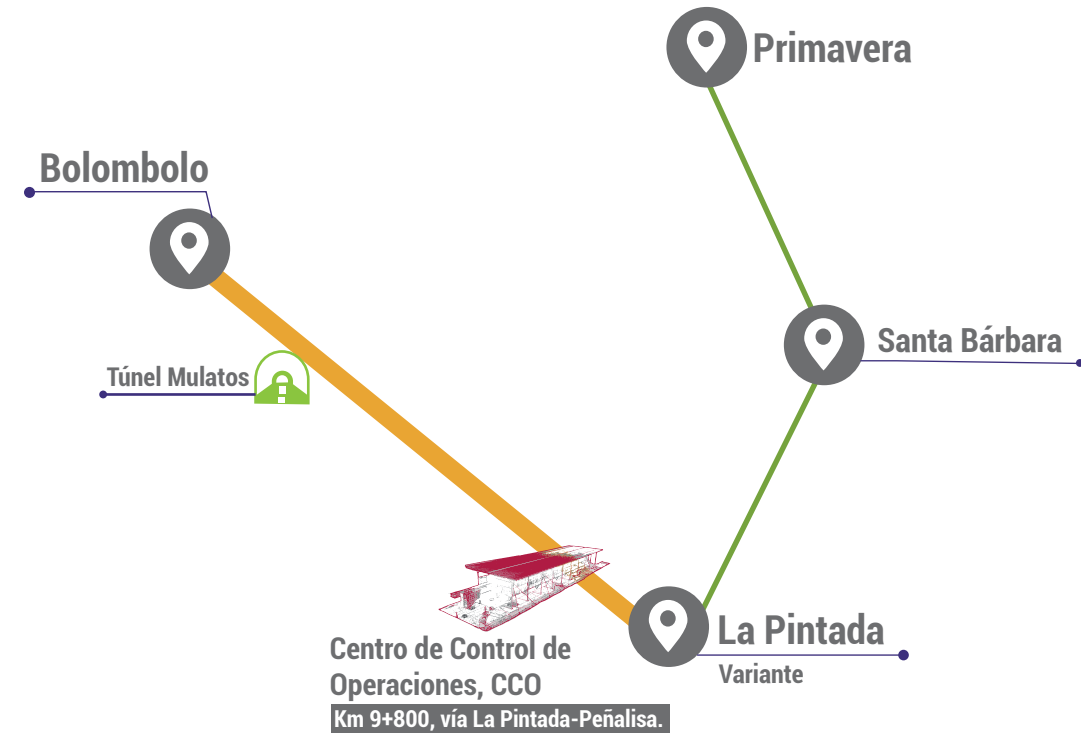 Primavera
Bolombolo
Santa Bárbara
Túnel Mulatos
La Pintada
Variante
Centro de Control de
Operaciones, CCO
Km 9+800, vía La Pintada-Peñalisa.